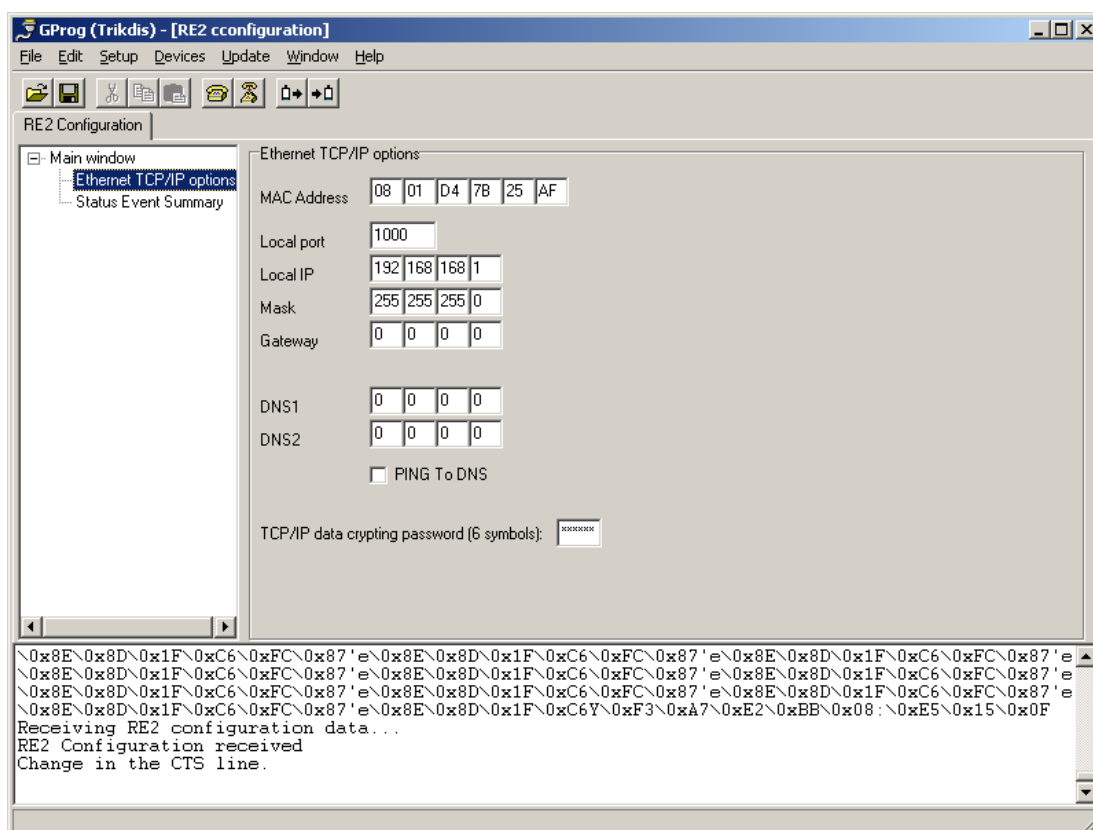 GProg (Trikdis) - [RE2 cconfiguration]
File Edit Setup Devices Update Window Help
RE2 Configuration
Main window
Ethernet TCP/IP options
Status Event Summary
Ethernet TCP/IP options
MAC Address 08 01 D4 7B 25 AF
Local port 1000
Local IP 192 168 168 1
Mask 255 255 255 0
Gateway 0 0 0 0
DNS1 0 0 0 0
DNS2 0 0 0 0
PING To DNS
TCP/IP data crypting password (6 symbols): ******
\0x8E\0x8D\0x1F\0xC6\0xFC\0x87'e\0x8E\0x8D\0x1F\0xC6\0xFC\0x87'e\0x8E\0x8D\0x1F\0xC6\0xFC\0x87'e
\0x8E\0x8D\0x1F\0xC6\0xFC\0x87'e\0x8E\0x8D\0x1F\0xC6\0xFC\0x87'e\0x8E\0x8D\0x1F\0xC6\0xFC\0x87'e
\0x8E\0x8D\0x1F\0xC6\0xFC\0x87'e\0x8E\0x8D\0x1F\0xC6\0xFC\0x87'e\0x8E\0x8D\0x1F\0xC6\0xFC\0x87'e
\0x8E\0x8D\0x1F\0xC6\0xFC\0x87'e\0x8E\0x8D\0x1F\0xC6Y\0xF3\0xA7\0xE2\0xBB\0x08:\0xE5\0x15\0x0F
Receiving RE2 configuration data...
RE2 Configuration received
Change in the CTS line.